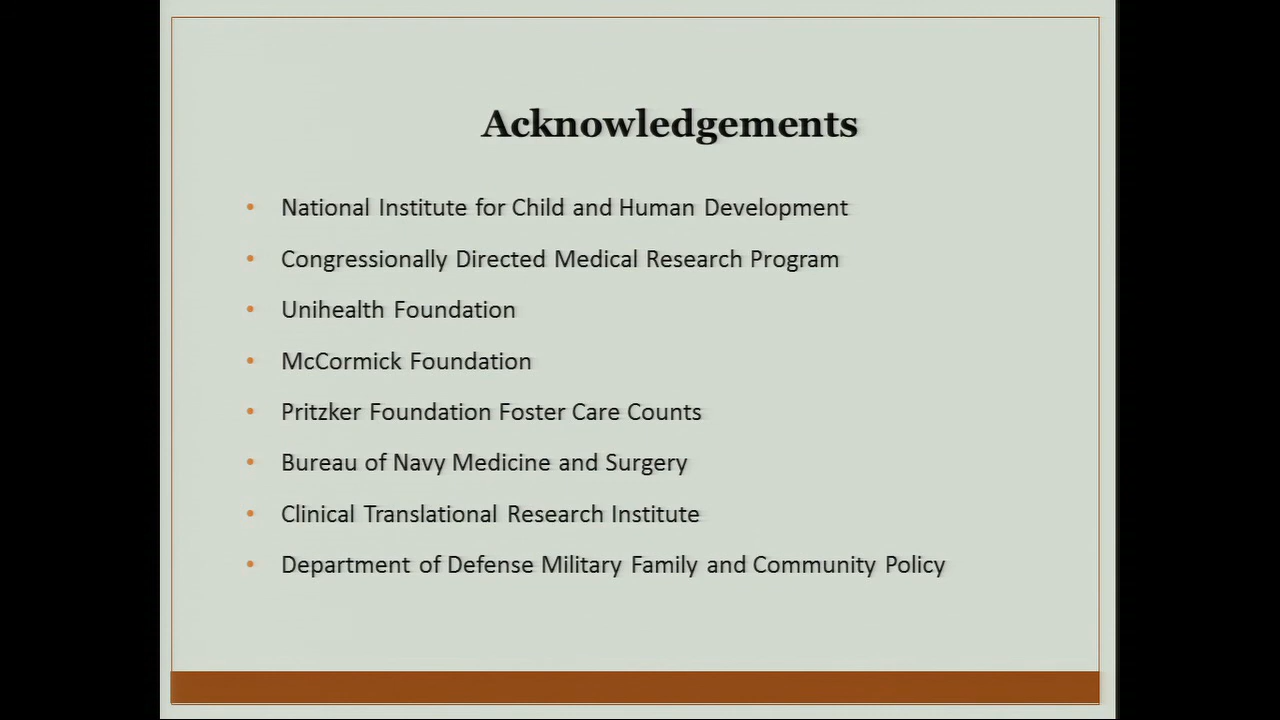 Acknowledgements
• National Institute for Child and Human Development
• Congressionally Directed Medical Research Program
• Unihealth Foundation
• McCormick Foundation
• Pritzker Foundation Foster Care Counts
• Bureau of Navy Medicine and Surgery
• Clinical Translational Research Institute
• Department of Defense Military Family and Community Policy